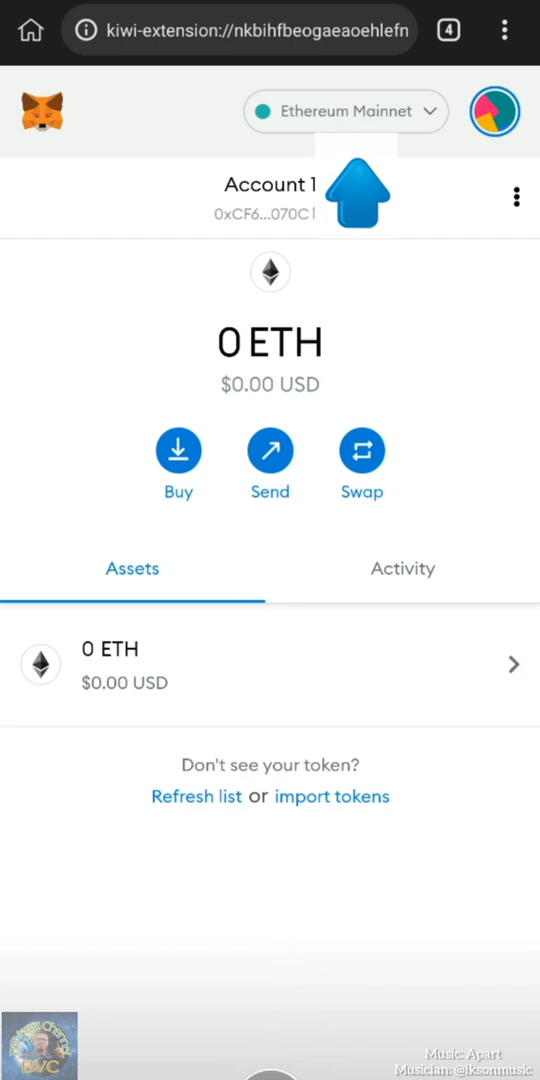 kiwi-extension://nkbihfbeogaeaoehlefn
4
Ethereum Mainnet
Account 1
0xCF6...070C
0 ETH
$0.00 USD
Buy
Send
Swap
Assets
Activity
0 ETH
$0.00 USD
Don't see your token?
Refresh list or import tokens
BVC
Music: Apart
Musician: @iksonmusic